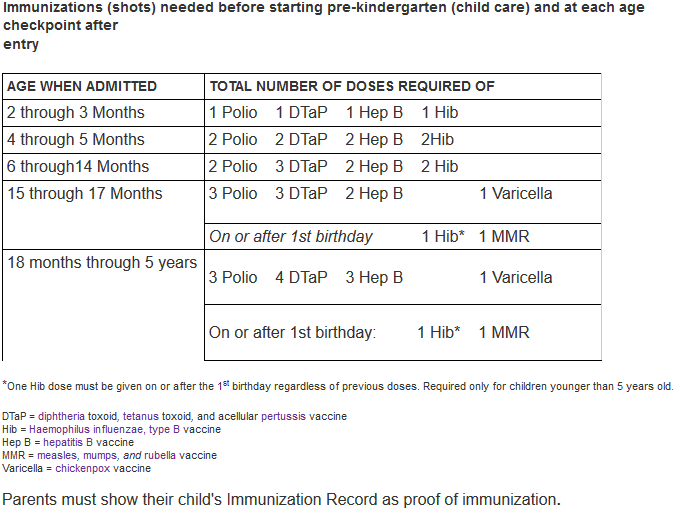 Immunizations (shots) needed before starting pre-kindergarten (child care) and at each age
checkpoint after
entry
AGE WHEN ADMITTED TOTAL NUMBER OF DOSES REQUIRED OF
2 through 3 Months 1 Polio 1 DTaP 1 Hep B 1 Hib
4 through 5 Months 2 Polio 2 DTaP 2 Hep B 2Hib
6 through14 Months 2 Polio 3 DTaP 2 Hep B 2 Hib
15 through 17 Months 3 Polio 3 DTaP 2 Hep B 1 Varicella
On or after 1st birthday 1 Hib* 1 MMR
18 months through 5 years
3 Polio 4 DTaP 3 Hep B 1 Varicella
On or after 1st birthday: 1 Hib* 1 MMR
*One Hib dose must be given on or after the 1st birthday regardless of previous doses. Required only for children younger than 5 years old.
DTaP = diphtheria toxoid, tetanus toxoid, and acellular pertussis vaccine
Hib = Haemophilus influenzae, type B vaccine
Hep B = hepatitis B vaccine
MMR = measles, mumps, and rubella vaccine
Varicella = chickenpox vaccine
Parents must show their child's Immunization Record as proof of immunization.